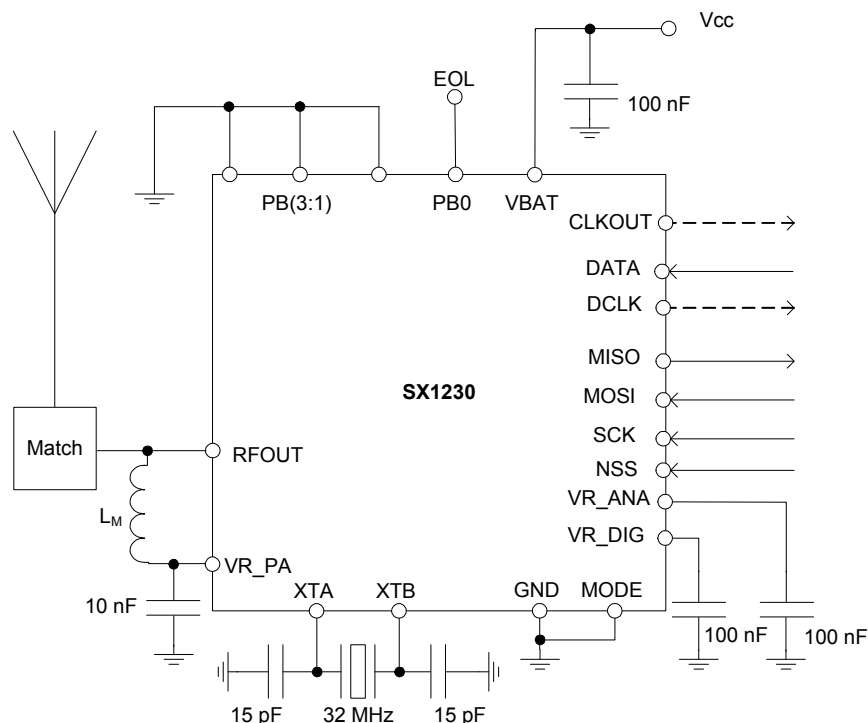 Vcc
EOL
100 nF
PB(3:1)
PB0
VBAT
CLKOUT
DATA
DCLK
MISO
SX1230
MOSI
Match
RFOUT
SCK
NSS
VR_ANA
LM
VR_DIG
VR_PA
XTA
XTB
GND
MODE
10 nF
100 nF
100 nF
15 pF
32 MHz
15 pF